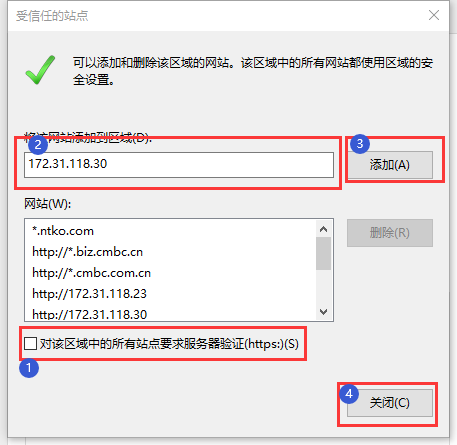 受信任的站点
可以添加和删除该区域的网站。该区域中的所有网站都使用区域的安
全设置。
将该网站添加到区域(D):
2
3
172.31.118.30
添加(A)
网站(W):
*.ntko.com
删除(R)
http://*.biz.cmbc.cn
http://*.cmbc.com.cn
http://172.31.118.23
http://172.31.118.30
对该区域中的所有站点要求服务器验证(https:)(S)
1
4
关闭(C)